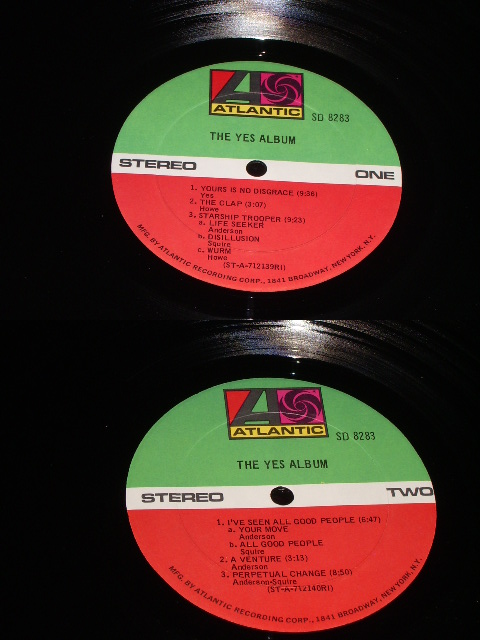 ATLANTIC
SD 8283
THE YES ALBUM
STEREO
ONE
1. YOURS IS NO DISGRACE (9:36)
Yes
2. THE CLAP (3:07)
Howe
3. STARSHIP TROOPER (9:23)
a. LIFE SEEKER
Anderson
b. DISILLUSION
Squire
c. WURM
Howe
(ST-A-712139RI)
MFG. BY ATLANTIC RECORDING CORP., 1841 BROADWAY, NEW YORK, N.Y.
ATLANTIC
SD 8283
THE YES ALBUM
STEREO
TWO
1. I'VE SEEN ALL GOOD PEOPLE (6:47)
a. YOUR MOVE
Anderson
b. ALL GOOD PEOPLE
Squire
2. A VENTURE (3:13)
Anderson
3. PERPETUAL CHANGE (8:50)
Anderson-Squire
(ST-A-712140RI)
MFG. BY ATLANTIC RECORDING CORP., 1841 BROADWAY, NEW YORK, N.Y.